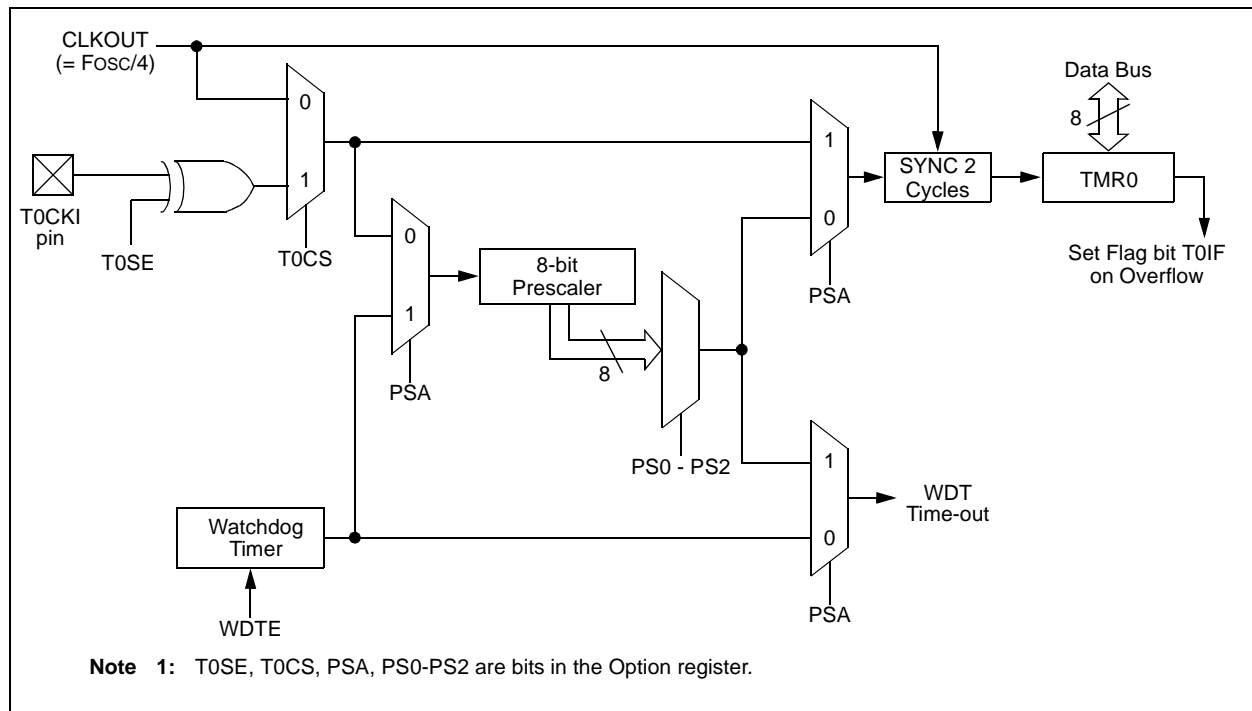 CLKOUT
(= FOSC/4)
T0CKI
pin
T0SE
0
1
T0CS
0
1
PSA
8-bit
Prescaler
8
PS0 - PS2
1
0
PSA
SYNC 2
Cycles
Data Bus
8
TMR0
Set Flag bit T0IF
on Overflow
Watchdog
Timer
WDTE
1
0
PSA
WDT
Time-out
Note 1: T0SE, T0CS, PSA, PS0-PS2 are bits in the Option register.